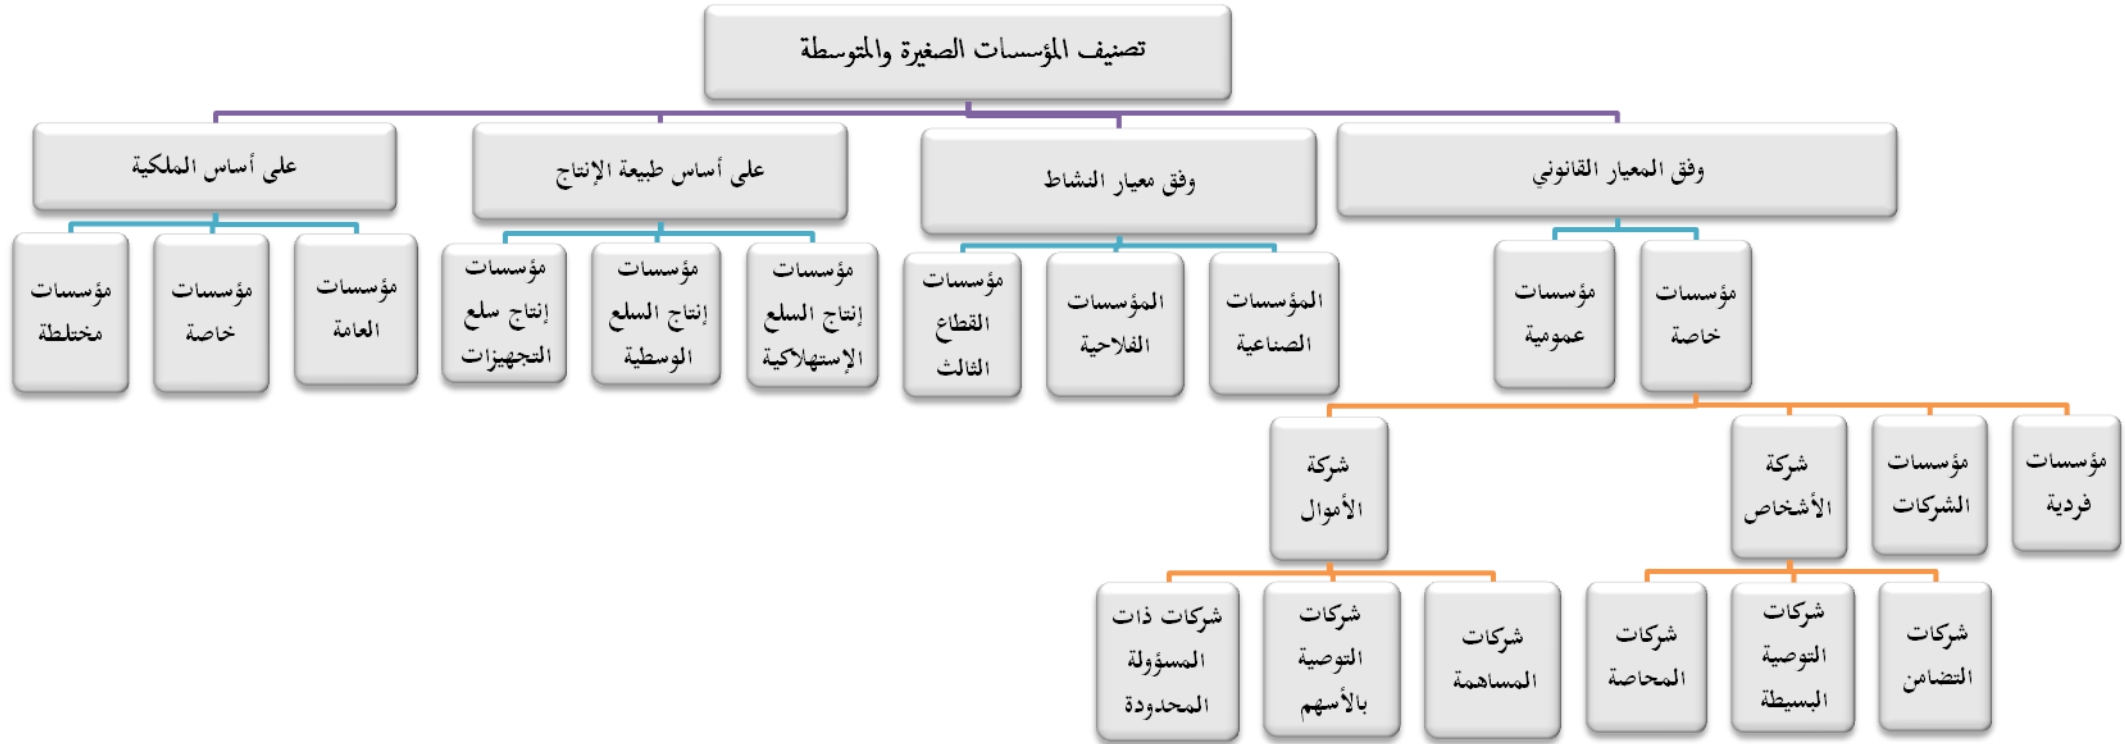 تصنيف المؤسسات الصغيرة والمتوسطة
وفق المعيار القانوني
وفق معيار النشاط
على أساس طبيعة الإنتاج
على أساس الملكية
مؤسسات
خاصة
مؤسسات
عمومية
المؤسسات
الصناعية
المؤسسات
الفلاحية
مؤسسات
القطاع
الثالث
مؤسسات
إنتاج السلع
الإستهلاكية
مؤسسات
إنتاج السلع
الوسطية
مؤسسات
إنتاج سلع
التجهيزات
مؤسسات
العامة
مؤسسات
خاصة
مؤسسات
مختلطة
مؤسسات
فردية
مؤسسات
الشركات
شركة
الأشخاص
شركة
الأموال
شركات
التضامن
شركات
التوصية
البسيطة
شركات
المحاصة
شركات
المساهمة
شركات
التوصية
بالأسهم
شركات ذات
المسؤولة
المحدودة